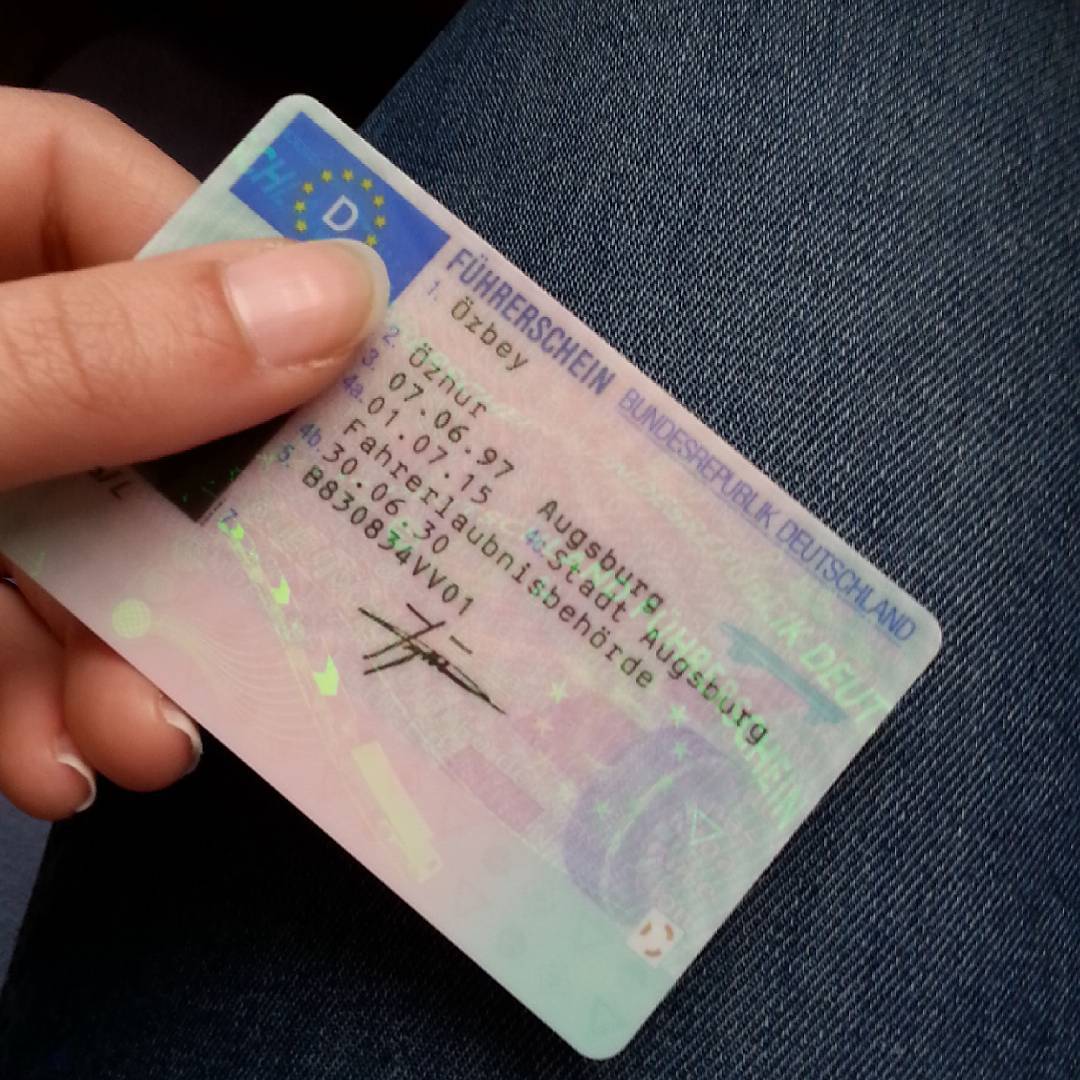 D
FÜHRERSCHEIN BUNDESREPUBLIK DEUTSCHLAND
1. Özbey
2. Öznur
3. 07.06.97 Augsburg
4a. 01.07.15 4c. Stadt Augsburg
Fahrerlaubnisbehörde
4b. 30.06.30
5. B830834VV01
7.